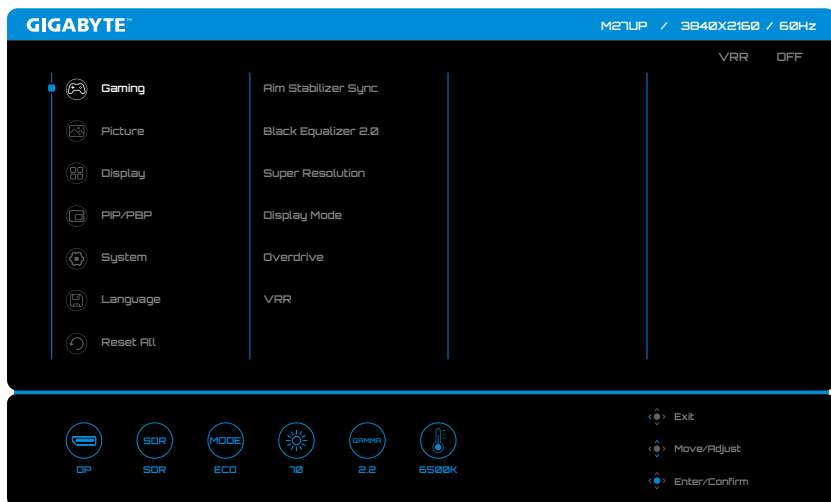 GIGABYTE™ M27UP / 3840X2160 / 60Hz
VRR OFF
Gaming
Picture
Display
PIP/PBP
System
Language
Reset All
Aim Stabilizer Sync
Black Equalizer 2.0
Super Resolution
Display Mode
Overdrive
VRR
SDR MODE GAMMA
DP SDR ECO 70 2.2 6500K
Exit
Move/Adjust
Enter/Confirm